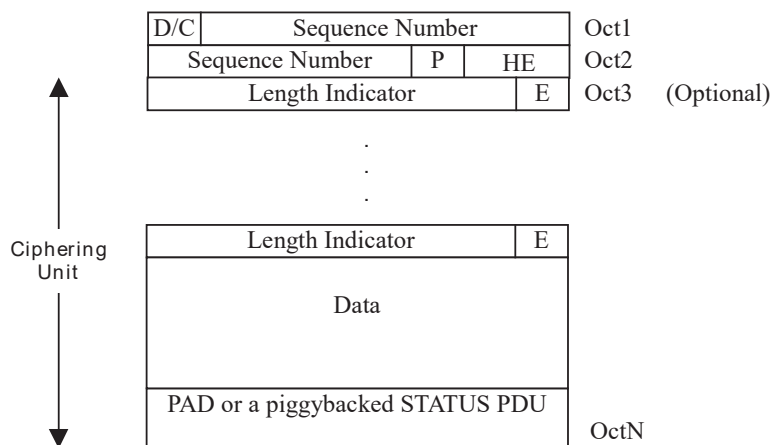 D/C Sequence Number Oct1
Sequence Number P HE Oct2
Length Indicator E Oct3 (Optional)
.
.
.
Length Indicator E
Ciphering
Unit
Data
PAD or a piggybacked STATUS PDU
OctN